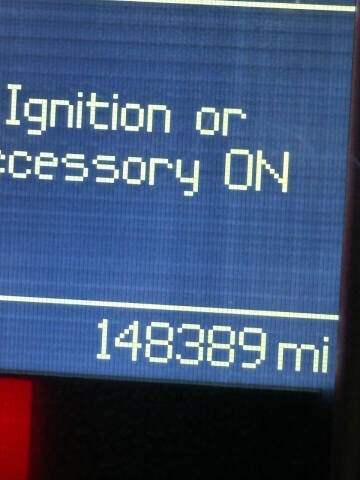 Ignition or
ccessory ON
148389 mi